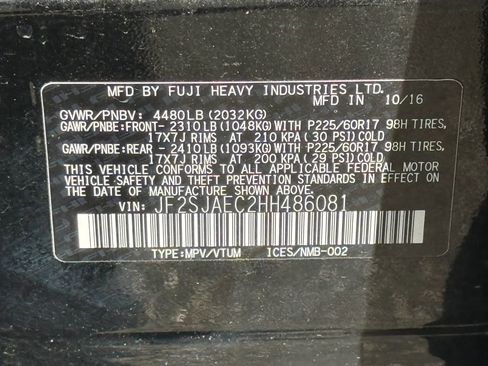 MFD BY FUJI HEAVY INDUSTRIES LTD.
MFD IN 10/16
GVWR/PNBV: 4480LB(2032KG)
GAWR/PNBE:FRONT- 2310LB(1048KG)WITH P225/60R17 98H TIRES,
17X7J RIMS AT 210 KPA(30 PSI)COLD
GAWR/PNBE:REAR - 2410LB(1093KG)WITH P225/60R17 98H TIRES,
17X7J RIMS AT 200 KPA(29 PSI)COLD
THIS VEHICLE CONFORMS TO ALL APPLICABLE FEDERAL MOTOR
VEHICLE SAFETY AND THEFT PREVENTION STANDARDS IN EFFECT ON
THE DATE OF MANUFACTURE SHOWN ABOVE.
VIN: JF2SJAEC2HH486081
TYPE:MPV/VTUM ICES/NMB-002